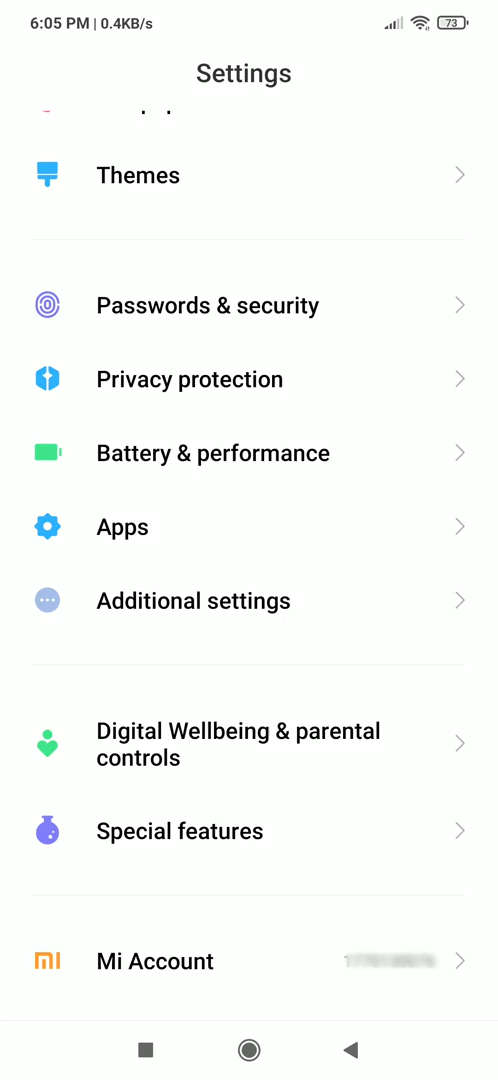 6:05 PM | 0.4KB/s
73
Settings
Themes
Passwords & security
Privacy protection
Battery & performance
Apps
Additional settings
Digital Wellbeing & parental
controls
Special features
Mi Account